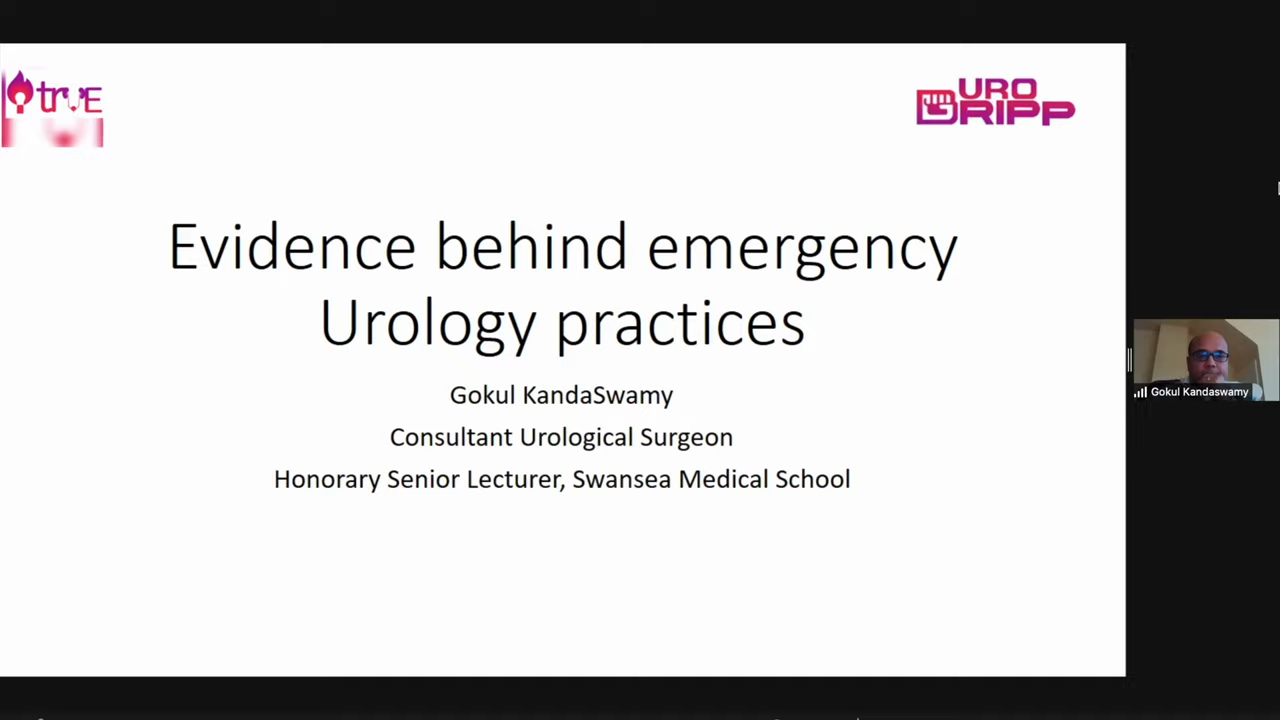 trUE
URO
GRIPP
Evidence behind emergency
Urology practices
Gokul KandaSwamy
Consultant Urological Surgeon
Honorary Senior Lecturer, Swansea Medical School
Gokul Kandaswamy